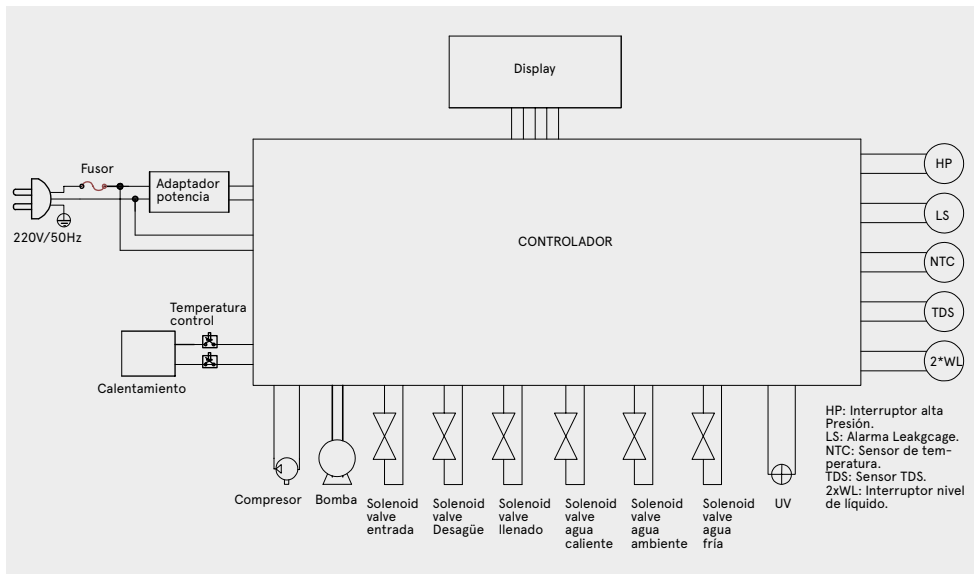 Display
Fusor
Adaptador
potencia
220V/50Hz
CONTROLADOR
HP
LS
NTC
TDS
2*WL
Temperatura
control
Calentamiento
Compresor
Bomba
Solenoid
valve
entrada
Solenoid
valve
Desagüe
Solenoid
valve
llenado
Solenoid
valve
agua
caliente
Solenoid
valve
agua
ambiente
Solenoid
valve
agua
fría
UV
HP: Interruptor alta
Presión.
LS: Alarma Leakgcage.
NTC: Sensor de tem-
peratura.
TDS: Sensor TDS.
2xWL: Interruptor nivel
de líquido.